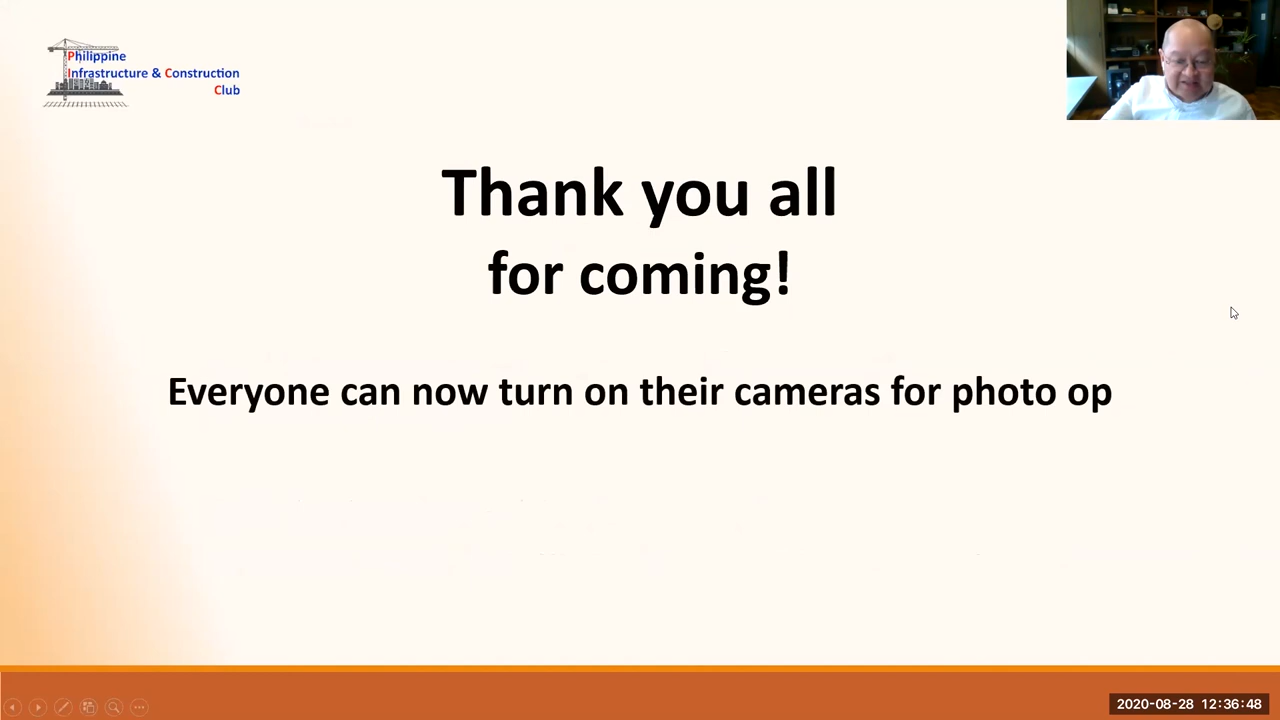 Philippine
Infrastructure & Construction
Club
Thank you all
for coming!
Everyone can now turn on their cameras for photo op
2020-08-28 12:36:48